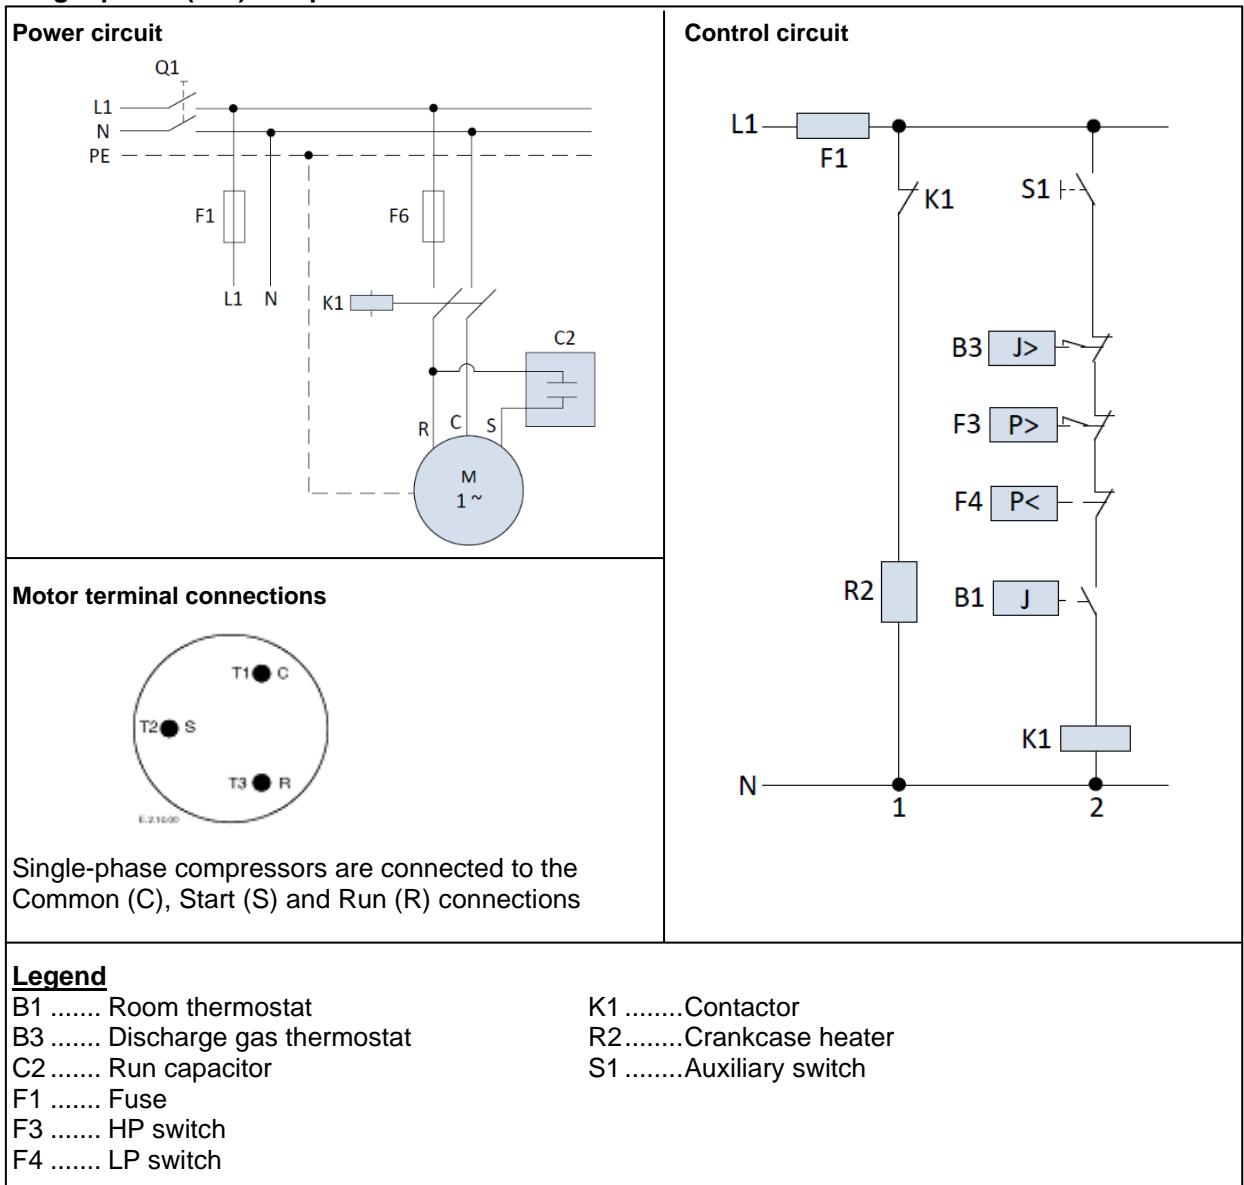 Power circuit
Q1
L1
N
PE
F1
F6
L1 N
K1
C2
R C S
M
1 ~
Motor terminal connections
T1 C
T2 S
T3 R
Single-phase compressors are connected to the
Common (C), Start (S) and Run (R) connections
Control circuit
L1
F1
K1
S1
B3 J>
F3 P>
F4 P<
R2
B1 J
K1
N
1 2
Legend
B1 ....... Room thermostat
B3 ....... Discharge gas thermostat
C2 ....... Run capacitor
F1 ....... Fuse
F3 ....... HP switch
F4 ....... LP switch
K1 ........Contactor
R2........Crankcase heater
S1 ........Auxiliary switch